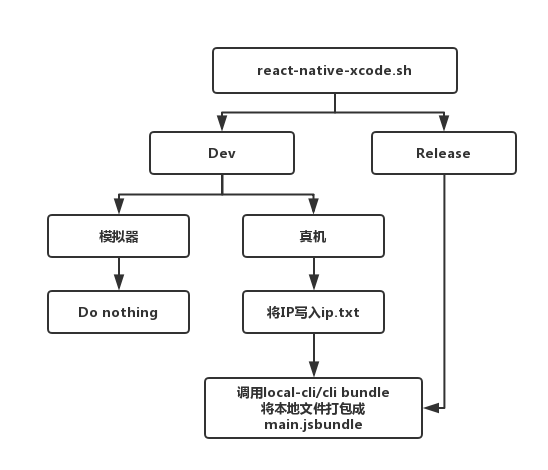 react-native-xcode.sh
Dev
Release
模拟器
真机
Do nothing
将IP写入ip.txt
调用local-cli/cli bundle
将本地文件打包成
main.jsbundle